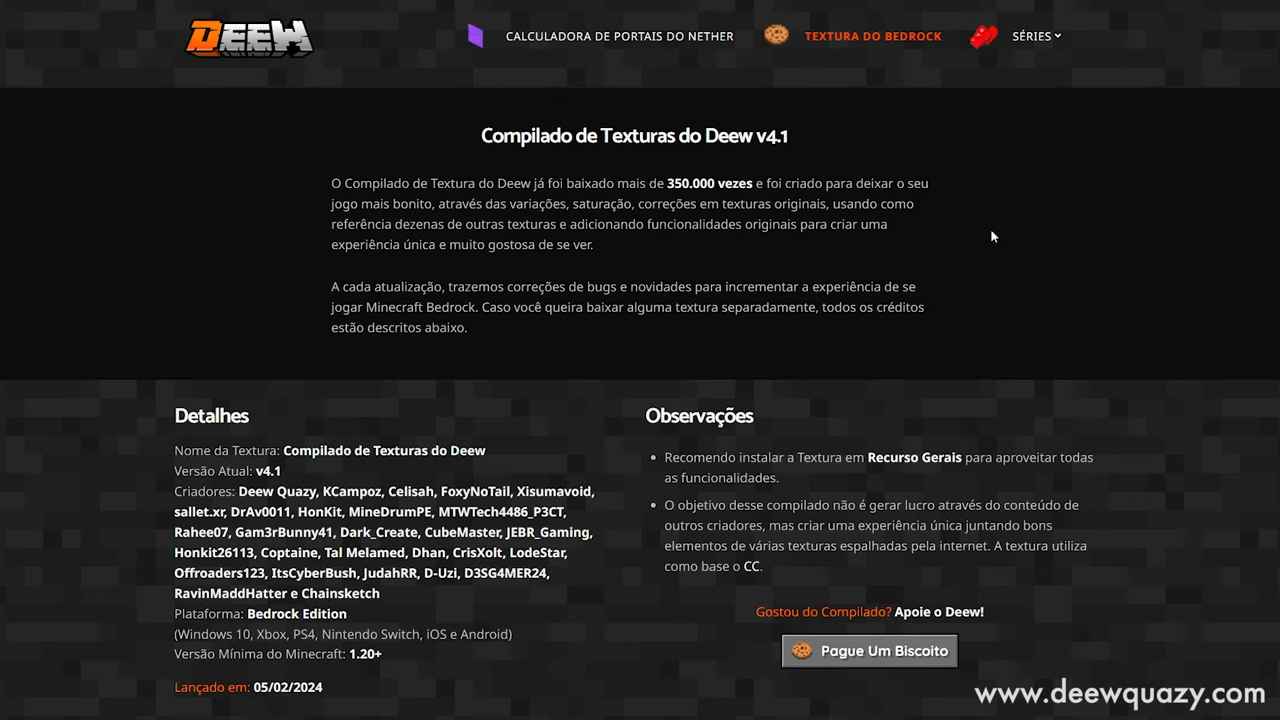 DEEW
CALCULADORA DE PORTAIS DO NETHER
TEXTURA DO BEDROCK
SÉRIES
Compilado de Texturas do Deew v4.1
O Compilado de Textura do Deew já foi baixado mais de 350.000 vezes e foi criado para deixar o seu
jogo mais bonito, através das variações, saturação, correções em texturas originais, usando como
referência dezenas de outras texturas e adicionando funcionalidades originais para criar uma
experiência única e muito gostosa de se ver.
A cada atualização, trazemos correções de bugs e novidades para incrementar a experiência de se
jogar Minecraft Bedrock. Caso você queira baixar alguma textura separadamente, todos os créditos
estão descritos abaixo.
Detalhes
Nome da Textura: Compilado de Texturas do Deew
Versão Atual: v4.1
Criadores: Deew Quazy, KCampoz, Celisah, FoxyNoTail, Xisumavoid,
sallet.xr, DrAv0011, HonKit, MineDrumPE, MTWTech4486_P3CT,
Rahee07, Gam3rBunny41, Dark_Create, CubeMaster, JEBR_Gaming,
Honkit26113, Coptaine, Tal Melamed, Dhan, CrisXolt, LodeStar,
Offroaders123, ItsCyberBush, JudahRR, D-Uzi, D3SG4MER24,
RavinMaddHatter e Chainsketch
Plataforma: Bedrock Edition
(Windows 10, Xbox, PS4, Nintendo Switch, iOS e Android)
Versão Mínima do Minecraft: 1.20+
Lançado em: 05/02/2024
Observações
Recomendo instalar a Textura em Recurso Gerais para aproveitar todas
as funcionalidades.
O objetivo desse compilado não é gerar lucro através do conteúdo de
outros criadores, mas criar uma experiência única juntando bons
elementos de várias texturas espalhadas pela internet. A textura utiliza
como base o CC.
Gostou do Compilado? Apoie o Deew!
Pague Um Biscoito
www.deewquazy.com